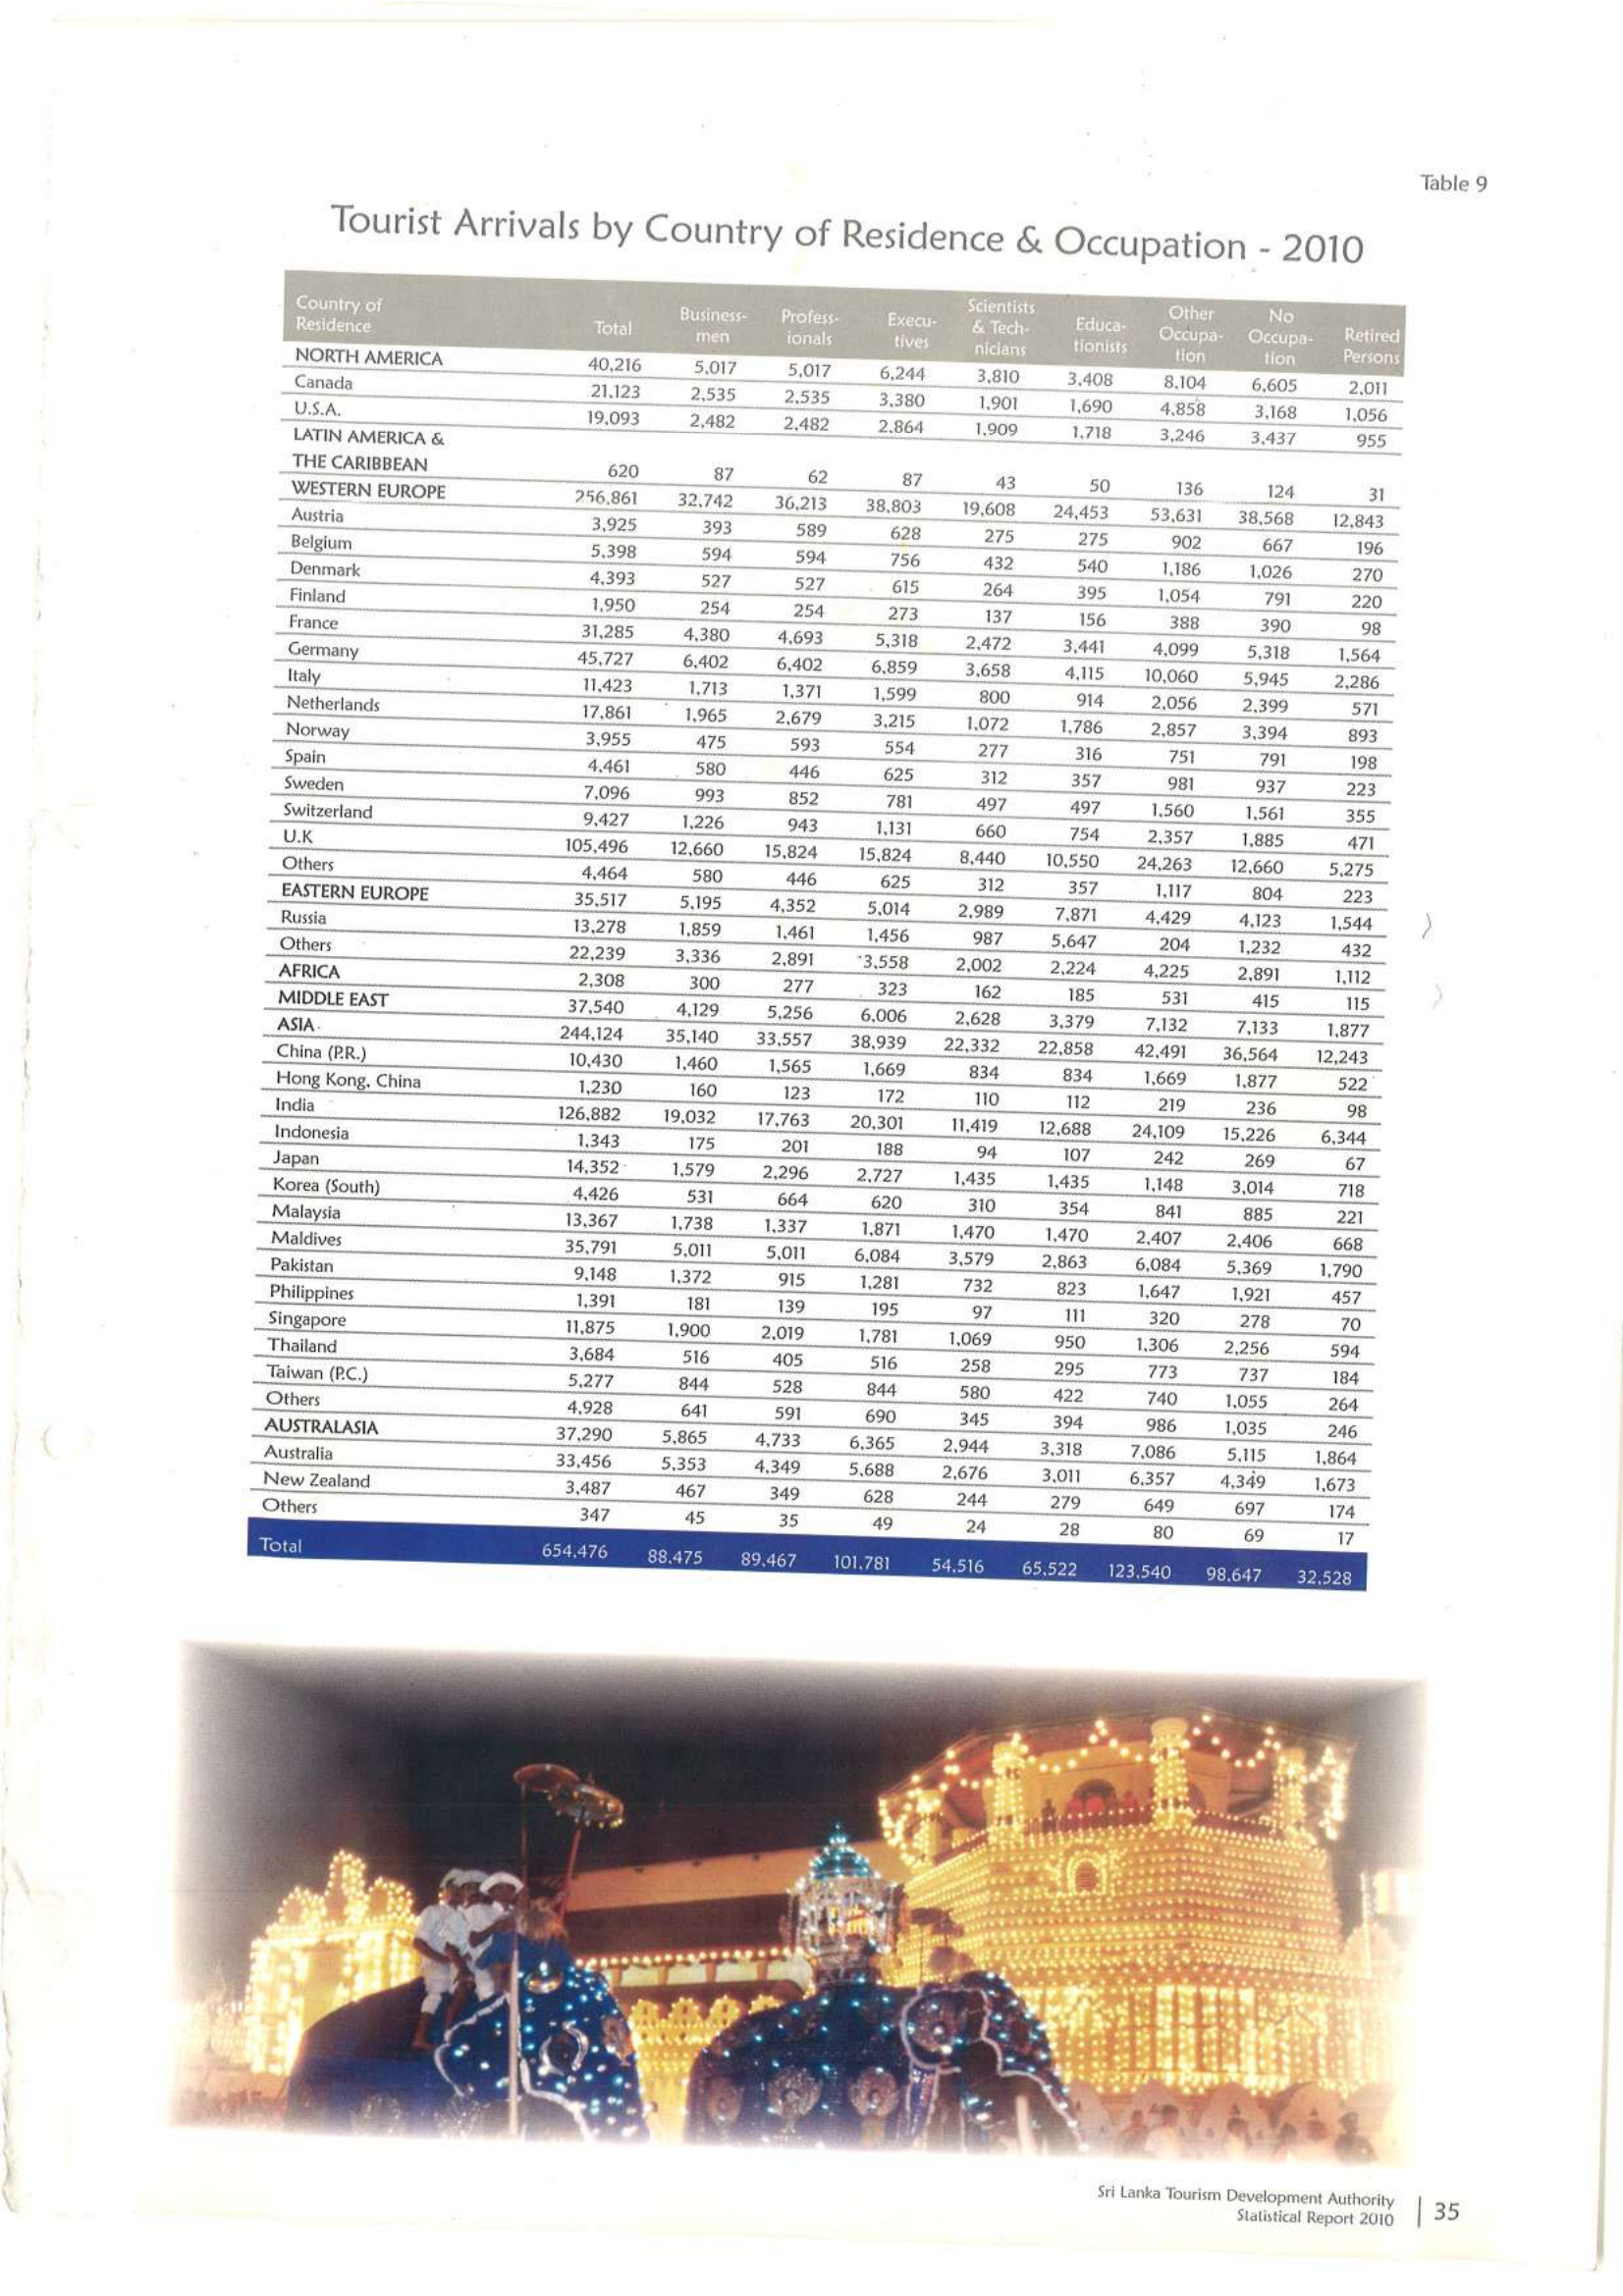 Table 9
Tourist Arrivals by Country of Residence & Occupation - 2010
Country of Residence Total Business-men Profess-ionals Execu-tives Scientists & Tech-nicians Educa-tionists Other Occupa-tion No Occupa-tion Retired Persons
NORTH AMERICA 40,216 5,017 5,017 6,244 3,810 3,408 8,104 6,605 2,011
Canada 21,123 2,535 2,535 3,380 1,901 1,690 4,858 3,168 1,056
U.S.A. 19,093 2,482 2,482 2,864 1,909 1,718 3,246 3,437 955
LATIN AMERICA &
THE CARIBBEAN 620 87 62 87 43 50 136 124 31
WESTERN EUROPE 256,861 32,742 36,213 38,803 19,608 24,453 53,631 38,568 12,843
Austria 3,925 393 589 628 275 275 902 667 196
Belgium 5,398 594 594 756 432 540 1,186 1,026 270
Denmark 4,393 527 527 615 264 395 1,054 791 220
Finland 1,950 254 254 273 137 156 388 390 98
France 31,285 4,380 4,693 5,318 2,472 3,441 4,099 5,318 1,564
Germany 45,727 6,402 6,402 6,859 3,658 4,115 10,060 5,945 2,286
Italy 11,423 1,713 1,371 1,599 800 914 2,056 2,399 571
Netherlands 17,861 1,965 2,679 3,215 1,072 1,786 2,857 3,394 893
Norway 3,955 475 593 554 277 316 751 791 198
Spain 4,461 580 446 625 312 357 981 937 223
Sweden 7,096 993 852 781 497 497 1,560 1,561 355
Switzerland 9,427 1,226 943 1,131 660 754 2,357 1,885 471
U.K 105,496 12,660 15,824 15,824 8,440 10,550 24,263 12,660 5,275
Others 4,464 580 446 625 312 357 1,117 804 223
EASTERN EUROPE 35,517 5,195 4,352 5,014 2,989 7,871 4,429 4,123 1,544
Russia 13,278 1,859 1,461 1,456 987 5,647 204 1,232 432
Others 22,239 3,336 2,891 3,558 2,002 2,224 4,225 2,891 1,112
AFRICA 2,308 300 277 323 162 185 531 415 115
MIDDLE EAST 37,540 4,129 5,256 6,006 2,628 3,379 7,132 7,133 1,877
ASIA 244,124 35,140 33,557 38,939 22,332 22,858 42,491 36,564 12,243
China (P.R.) 10,430 1,460 1,565 1,669 834 834 1,669 1,877 522
Hong Kong, China 1,230 160 123 172 110 112 219 236 98
India 126,882 19,032 17,763 20,301 11,419 12,688 24,109 15,226 6,344
Indonesia 1,343 175 201 188 94 107 242 269 67
Japan 14,352 1,579 2,296 2,727 1,435 1,435 1,148 3,014 718
Korea (South) 4,426 531 664 620 310 354 841 885 221
Malaysia 13,367 1,738 1,337 1,871 1,470 1,470 2,407 2,406 668
Maldives 35,791 5,011 5,011 6,084 3,579 2,863 6,084 5,369 1,790
Pakistan 9,148 1,372 915 1,281 732 823 1,647 1,921 457
Philippines 1,391 181 139 195 97 111 320 278 70
Singapore 11,875 1,900 2,019 1,781 1,069 950 1,306 2,256 594
Thailand 3,684 516 405 516 258 295 773 737 184
Taiwan (P.C.) 5,277 844 528 844 580 422 740 1,055 264
Others 4,928 641 591 690 345 394 986 1,035 246
AUSTRALASIA 37,290 5,865 4,733 6,365 2,944 3,318 7,086 5,115 1,864
Australia 33,456 5,353 4,349 5,688 2,676 3,011 6,357 4,349 1,673
New Zealand 3,487 467 349 628 244 279 649 697 174
Others 347 45 35 49 24 28 80 69 17
Total 654,476 88,475 89,467 101,781 54,516 65,522 123,540 98,647 32,528
Sri Lanka Tourism Development Authority
Statistical Report 2010 | 35